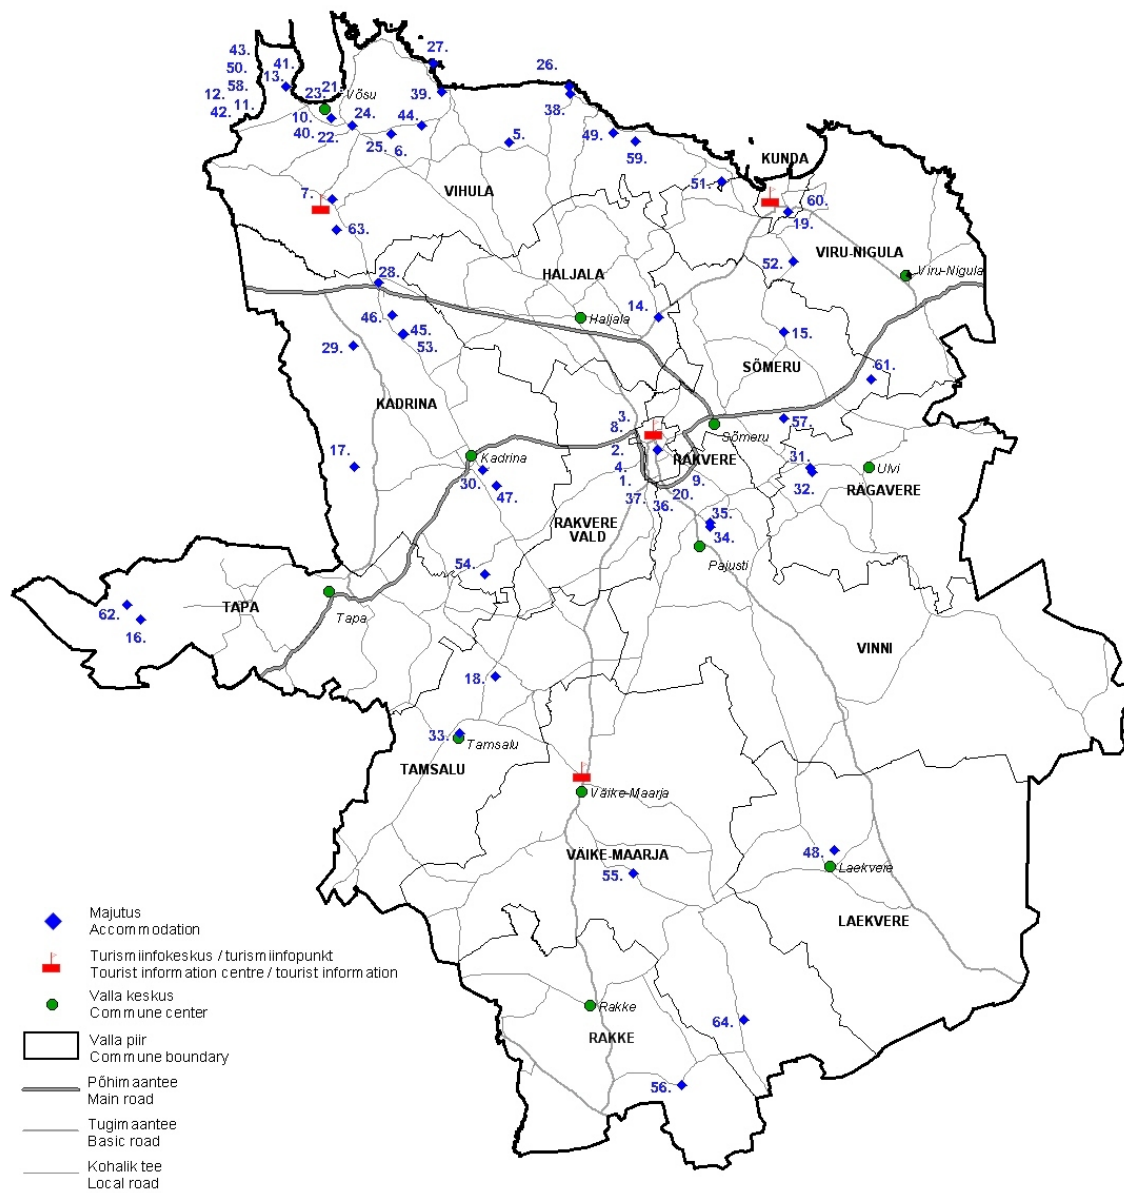 27.
43.
26.
41.
50.
13.
58.
21.
12.
23.
Võsu
39.
11.
38.
42.
10.
24.
44.
40.
22.
49.
5.
25.
6.
59.
KUNDA
51.
7.
VIHULA
60.
19.
63.
VIRU-NIGULA
52.
28.
HALJALA
Viru-Nigula
14.
46.
Haljala
45.
15.
29.
53.
SÕMERU
61.
KADRINA
3.
57.
8.
Sõmeru
17.
2.
Kadrina
RAKVERE
31.
Ulvi
4.
30.
1.
9.
32.
RÄGAVERE
47.
37.
36.
20.
35.
RAKVERE
VALD
34.
54.
Pajusti
62.
TAPA
Tapa
16.
VINNI
18.
33.
Tamsalu
TAMSALU
Väike-Maarja
VÄIKE-MAARJA
48.
Laekvere
55.
LAEKVERE
Rakke
64.
RAKKE
56.
Majutus
Accommodation
Turismiinfokeskus / turismiinfopunkt
Tourist information centre / tourist information
Valla keskus
Commune center
Valla piir
Commune boundary
Põhimaantee
Main road
Tugimaantee
Basic road
Kohalik tee
Local road